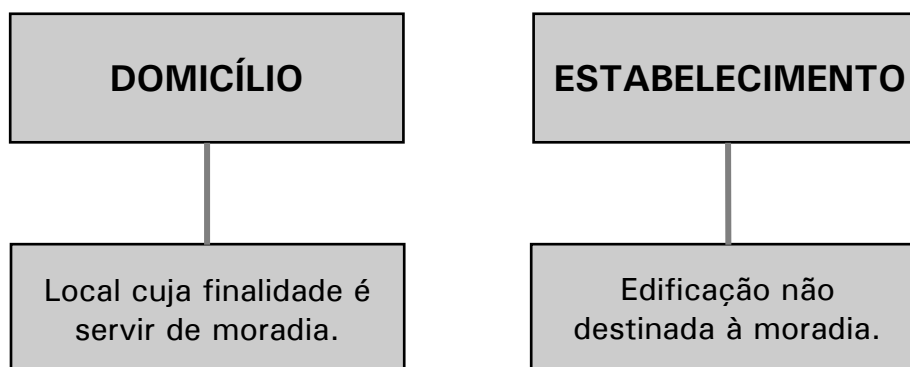 DOMICÍLIO
ESTABELECIMENTO
Local cuja finalidade é
servir de moradia.
Edificação não
destinada à moradia.